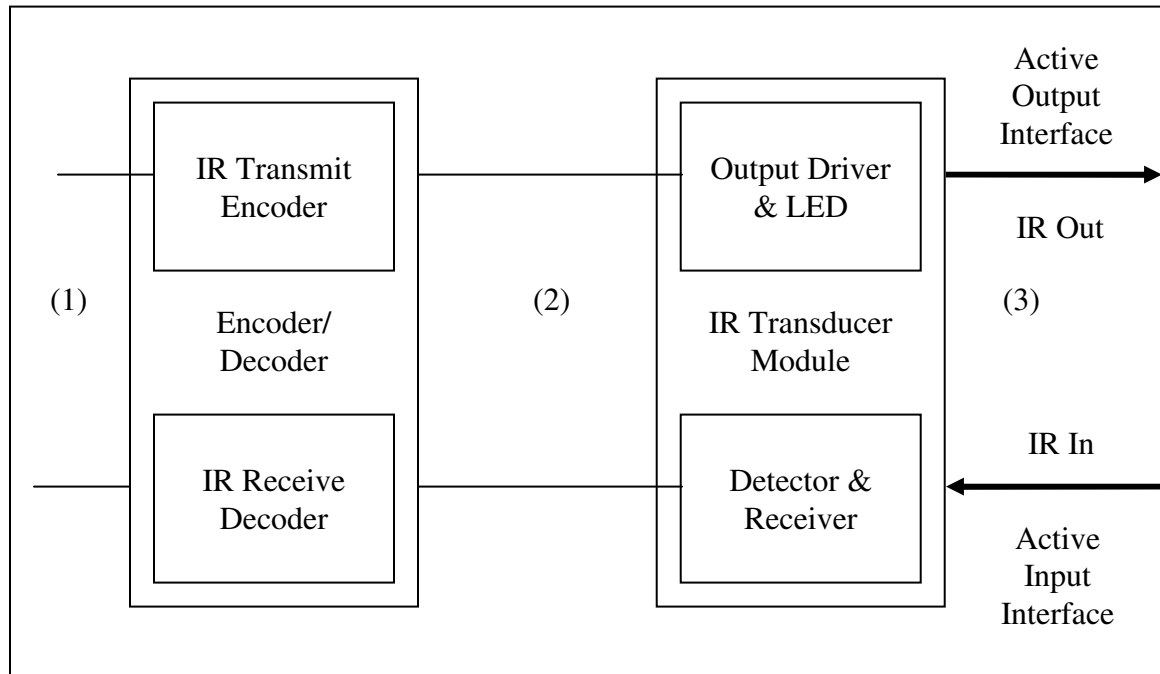 Active
Output
Interface
IR Transmit
Encoder
Output Driver
& LED
IR Out
(1)
Encoder/
Decoder
(2)
IR Transducer
Module
(3)
IR Receive
Decoder
Detector &
Receiver
IR In
Active
Input
Interface